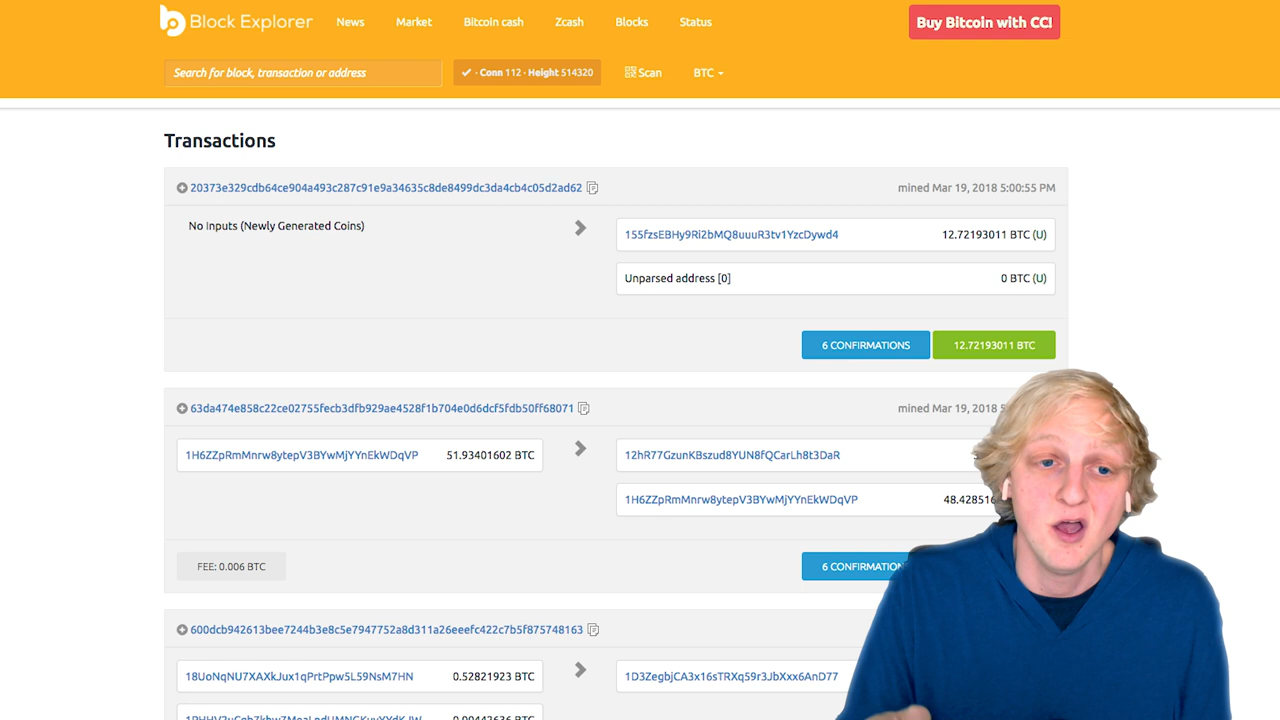 Block Explorer
News
Market
Bitcoin cash
Zcash
Blocks
Status
Buy Bitcoin with CC!
Search for block, transaction or address
· Conn 112 · Height 514320
Scan
BTC
Transactions
20373e329cdb64ce904a493c287c91e9a34635c8de8499dc3da4cb4c05d2ad62
mined Mar 19, 2018 5:00:55 PM
No Inputs (Newly Generated Coins)
155fzsEBHy9Ri2bMQ8uuuR3tv1YzcDywd4
12.72193011 BTC (U)
Unparsed address [0]
0 BTC (U)
6 CONFIRMATIONS
12.72193011 BTC
63da474e858c22ce02755fecb3dfb929ae4528f1b704e0d6dcf5fdb50ff68071
mined Mar 19, 2018
1H6ZZpRmMnrw8ytepV3BYwMjYYnEkWDqVP
51.93401602 BTC
12hR77GzunKBszud8YUN8fQCarLh8t3DaR
1H6ZZpRmMnrw8ytepV3BYwMjYYnEkWDqVP
FEE: 0.006 BTC
6
600dcb942613bee7244b3e8c5e7947752a8d311a26eeefc422c7b5f875748163
18UoNqNU7XAXkJux1qPrtPpw5L59NsM7HN
0.52821923 BTC
1D3ZegbjCA3x16sTRXq59r3JbXxx6AnD77